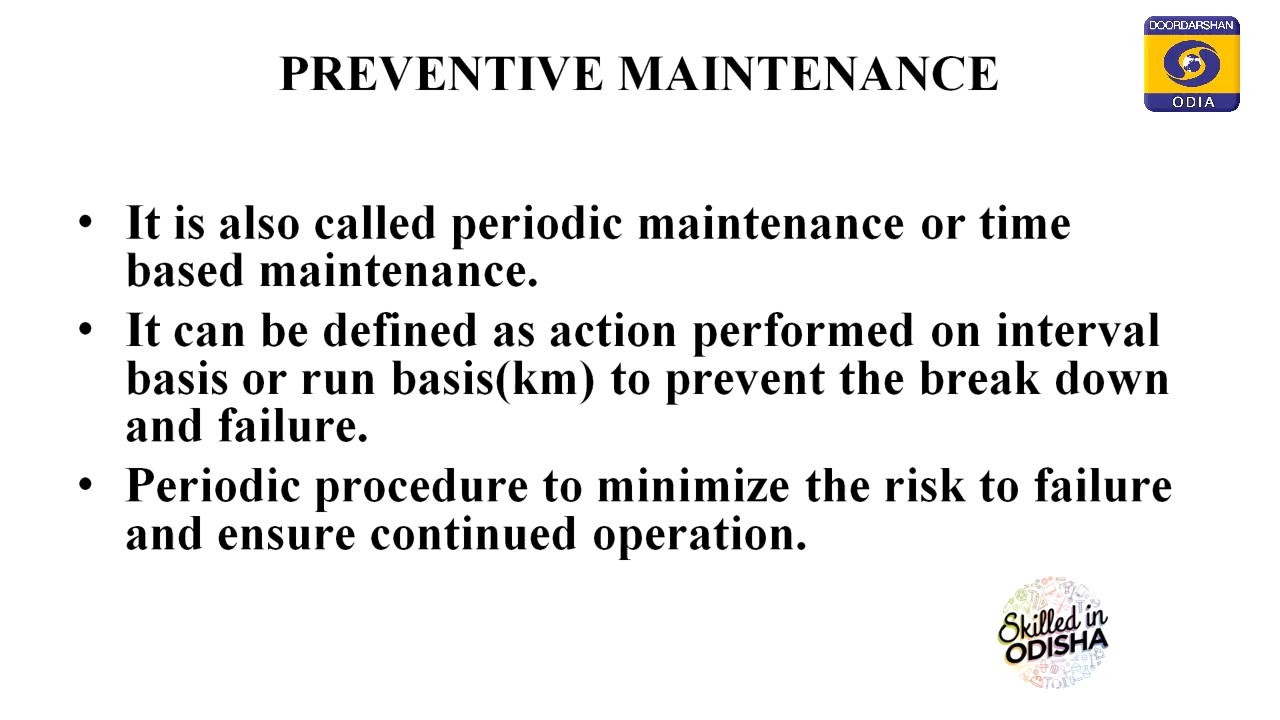 DOORDARSHAN
ODIA
PREVENTIVE MAINTENANCE
• It is also called periodic maintenance or time
based maintenance.
• It can be defined as action performed on interval
basis or run basis(km) to prevent the break down
and failure.
• Periodic procedure to minimize the risk to failure
and ensure continued operation.
Skilled in
ODISHA